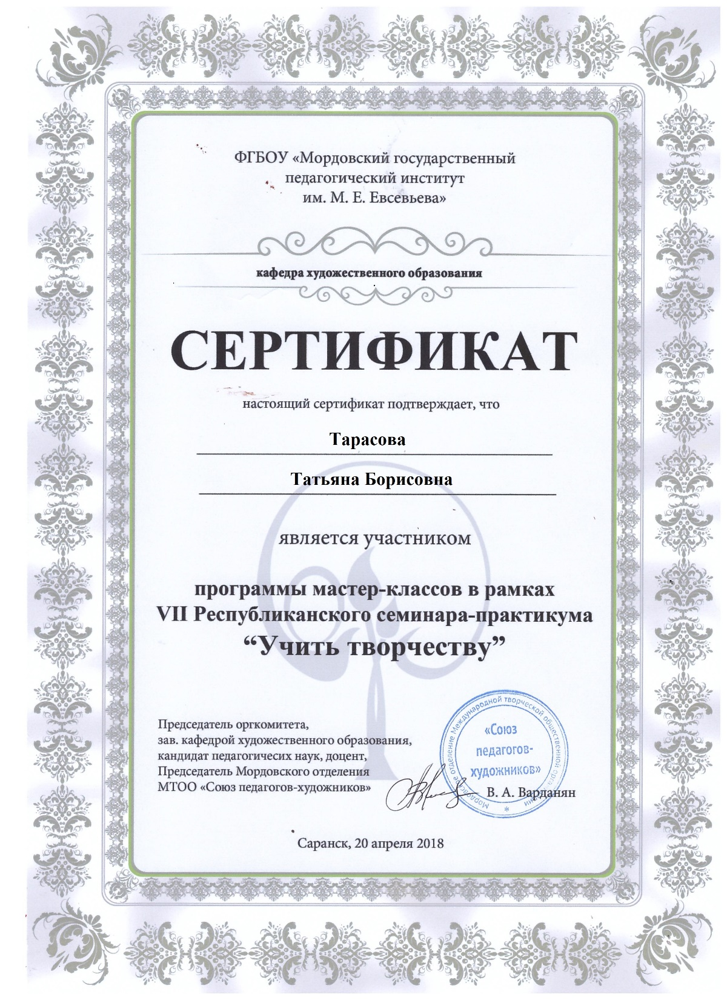 ФГБОУ «Мордовский государственный
педагогический институт
им. М. Е. Евсевьева»
кафедра художественного образования
СЕРТИФИКАТ
настоящий сертификат подтверждает, что
Тарасова
Татьяна Борисовна
является участником
программы мастер-классов в рамках
VII Республиканского семинара-практикума
“Учить творчеству”
Председатель оргкомитета,
зав. кафедрой художественного образования,
кандидат педагогичесих наук, доцент,
Председатель Мордовского отделения
МТОО «Союз педагогов-художников»
В. А. Варданян
Мордовское отделение Международной творческой общественной
«Союз
педагогов-
художников»
Саранск, 20 апреля 2018